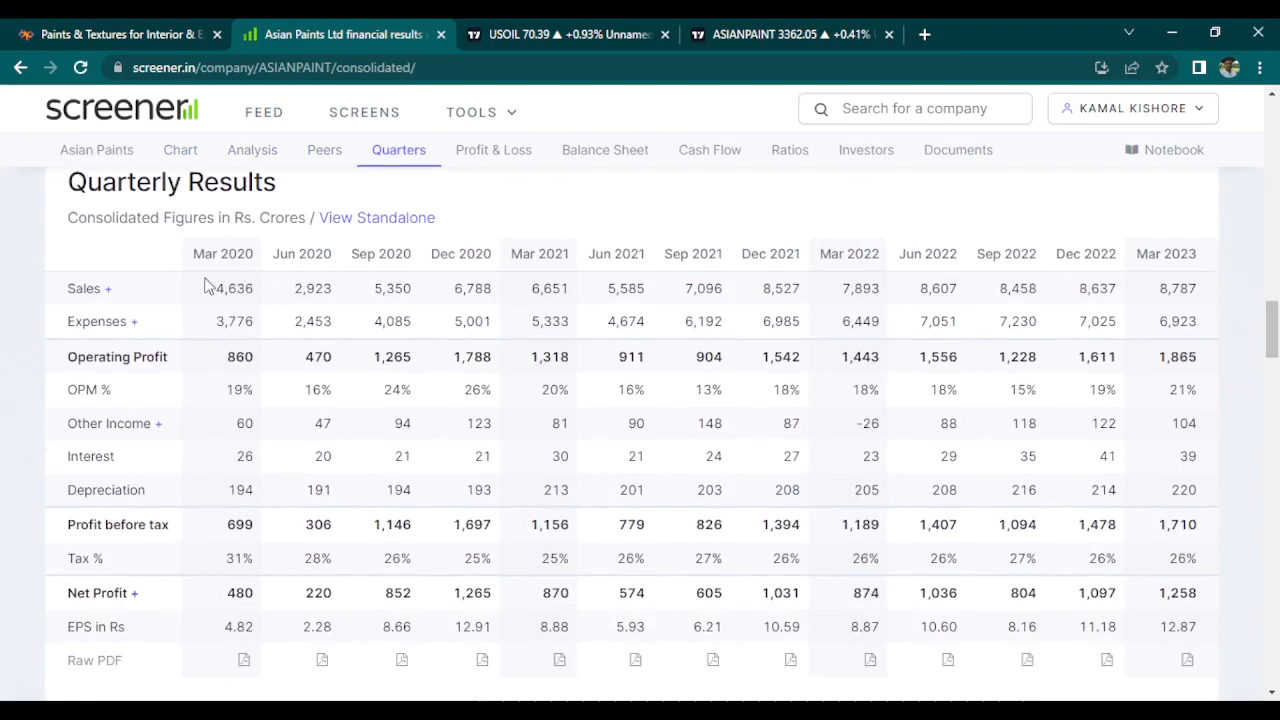 Paints & Textures for Interior & E
Asian Paints Ltd financial results
USOIL 70.39 ▲ +0.93% Unname
ASIANPAINT 3362.05 ▲ +0.41%
screener.in/company/ASIANPAINT/consolidated/
screener FEED SCREENS TOOLS Search for a company KAMAL KISHORE
Asian Paints Chart Analysis Peers Quarters Profit & Loss Balance Sheet Cash Flow Ratios Investors Documents Notebook
Quarterly Results
Consolidated Figures in Rs. Crores / View Standalone
Mar 2020 Jun 2020 Sep 2020 Dec 2020 Mar 2021 Jun 2021 Sep 2021 Dec 2021 Mar 2022 Jun 2022 Sep 2022 Dec 2022 Mar 2023
Sales + 4,636 2,923 5,350 6,788 6,651 5,585 7,096 8,527 7,893 8,607 8,458 8,637 8,787
Expenses + 3,776 2,453 4,085 5,001 5,333 4,674 6,192 6,985 6,449 7,051 7,230 7,025 6,923
Operating Profit 860 470 1,265 1,788 1,318 911 904 1,542 1,443 1,556 1,228 1,611 1,865
OPM % 19% 16% 24% 26% 20% 16% 13% 18% 18% 18% 15% 19% 21%
Other Income + 60 47 94 123 81 90 148 87 -26 88 118 122 104
Interest 26 20 21 21 30 21 24 27 23 29 35 41 39
Depreciation 194 191 194 193 213 201 203 208 205 208 216 214 220
Profit before tax 699 306 1,146 1,697 1,156 779 826 1,394 1,189 1,407 1,094 1,478 1,710
Tax % 31% 28% 26% 25% 25% 26% 27% 26% 26% 26% 27% 26% 26%
Net Profit + 480 220 852 1,265 870 574 605 1,031 874 1,036 804 1,097 1,258
EPS in Rs 4.82 2.28 8.66 12.91 8.88 5.93 6.21 10.59 8.87 10.60 8.16 11.18 12.87
Raw PDF